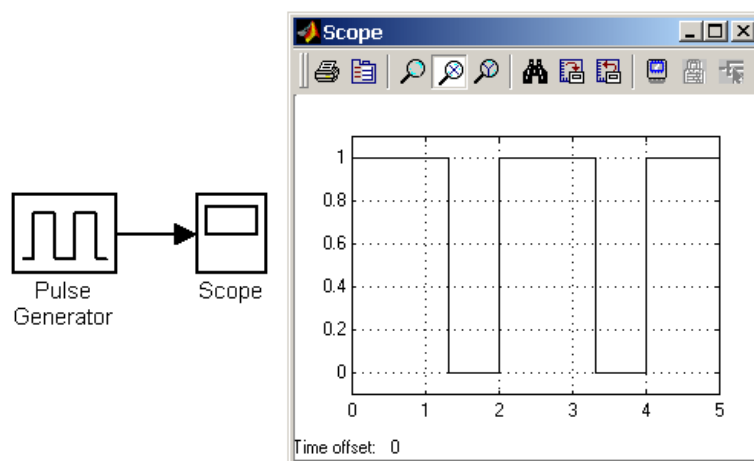 Scope
1
0.8
0.6
0.4
0.2
0
0 1 2 3 4 5
Time offset: 0
Pulse
Generator
Scope